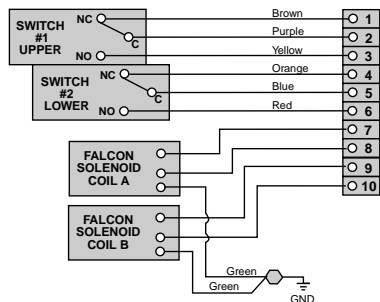 SWITCH
#1
UPPER
NC
C
NO
SWITCH
#2
LOWER
NC
C
NO
Brown
Purple
Yellow
Orange
Blue
Red
1
2
3
4
5
6
7
8
9
10
FALCON
SOLENOID
COIL A
FALCON
SOLENOID
COIL B
Green
Green
GND